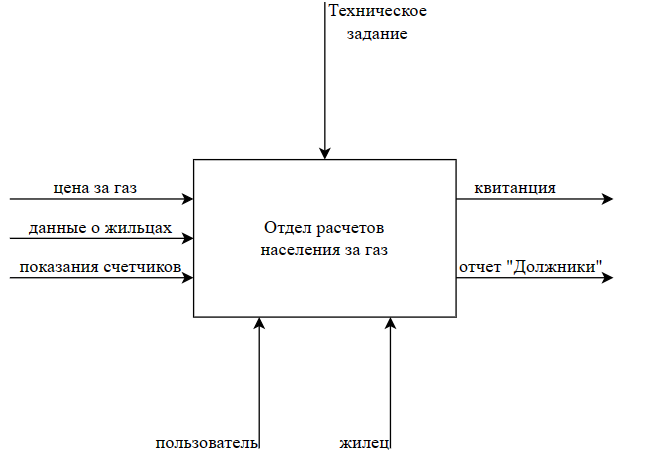 Техническое
задание
цена за газ
квитанция
данные о жильцах
Отдел расчетов
населения за газ
показания счетчиков
отчет "Должники"
пользователь
жилец